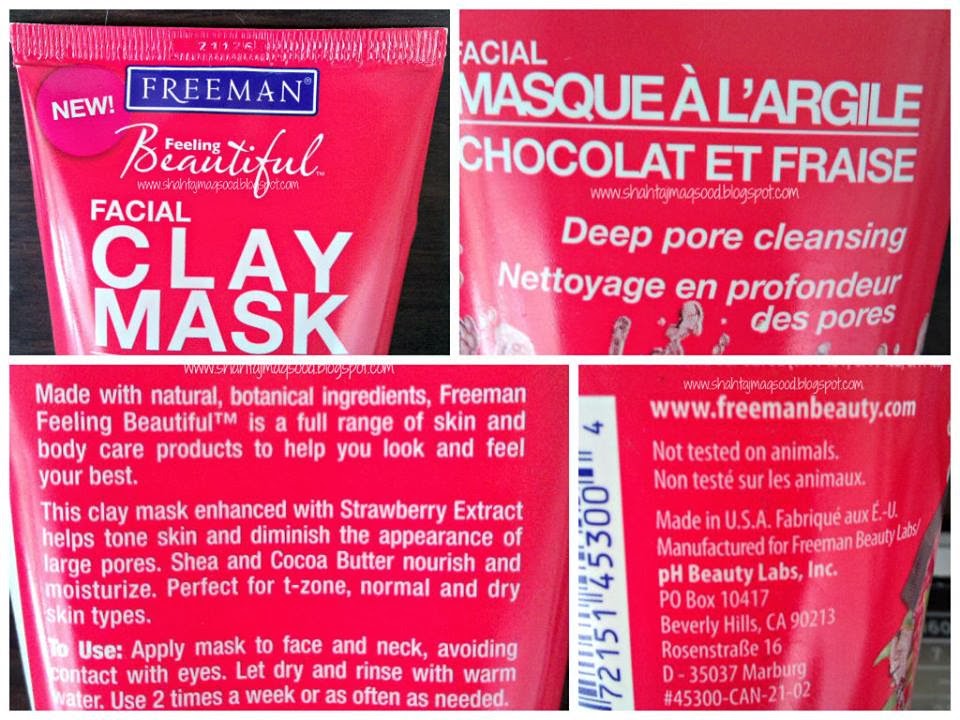 21126
NEW!
FREEMAN®
Feeling
Beautiful™
www.shahtajmaqsood.blogspot.com
FACIAL
CLAY
MASK
FACIAL
MASQUE À L'ARGILE
CHOCOLAT ET FRAISE
www.shahtajmaqsood.blogspot.com
Deep pore cleansing
Nettoyage en profondeur
des pores
www.shahtajmaqsood.blogspot.com
Made with natural, botanical ingredients, Freeman
Feeling Beautiful™ is a full range of skin and
body care products to help you look and feel
your best.
This clay mask enhanced with Strawberry Extract
helps tone skin and diminish the appearance of
large pores. Shea and Cocoa Butter nourish and
moisturize. Perfect for t-zone, normal and dry
skin types.
To Use: Apply mask to face and neck, avoiding
contact with eyes. Let dry and rinse with warm
water. Use 2 times a week or as often as needed.
www.shahtajmaqsood.blogspot.com
www.freemanbeauty.com
Not tested on animals.
Non testé sur les animaux.
Made in U.S.A. Fabriqué aux É.-U.
Manufactured for Freeman Beauty Labs/
pH Beauty Labs, Inc.
PO Box 10417
Beverly Hills, CA 90213
Rosenstraße 16
D - 35037 Marburg
#45300-CAN-21-02
72151 45300 4